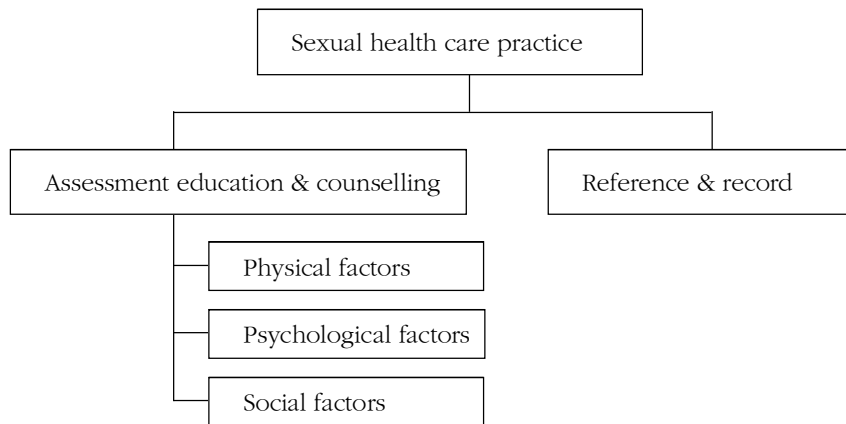 Sexual health care practice
Assessment education & counselling
Reference & record
Physical factors
Psychological factors
Social factors